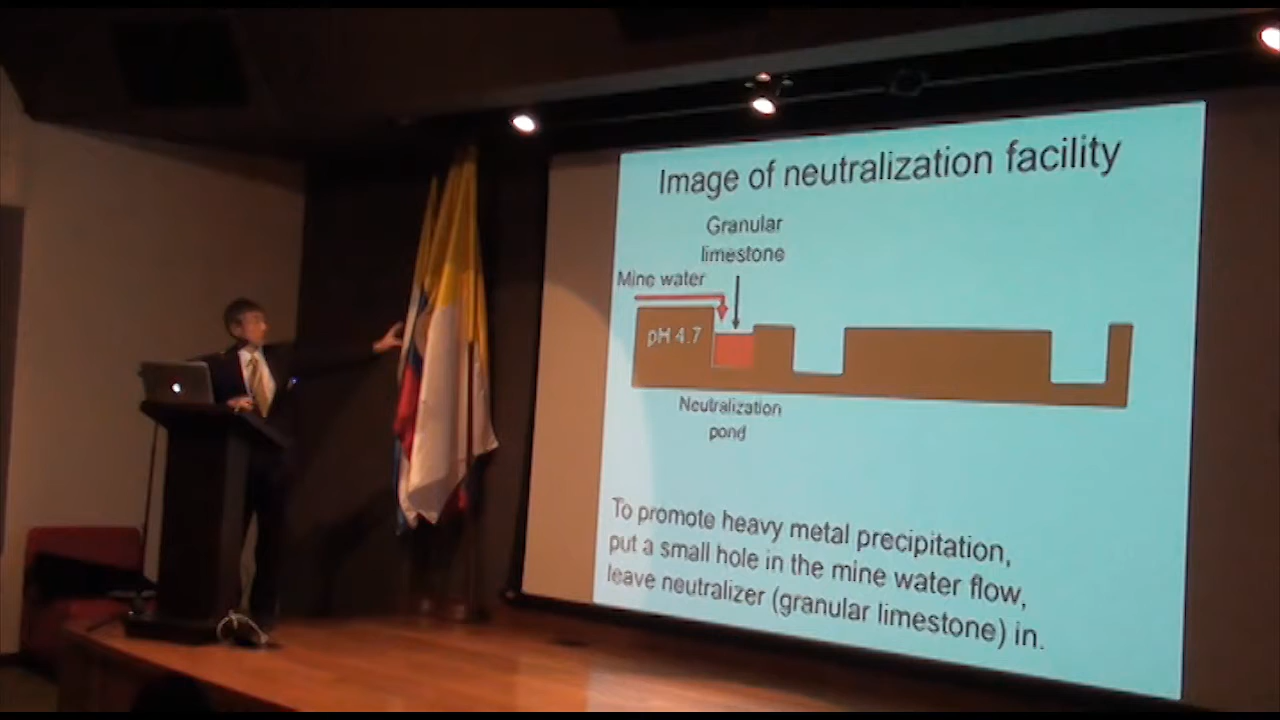 Image of neutralization facility
Granular
limestone
Mine water
pH 4.7
Neutralization
pond
To promote heavy metal precipitation,
put a small hole in the mine water flow,
leave neutralizer (granular limestone) in.